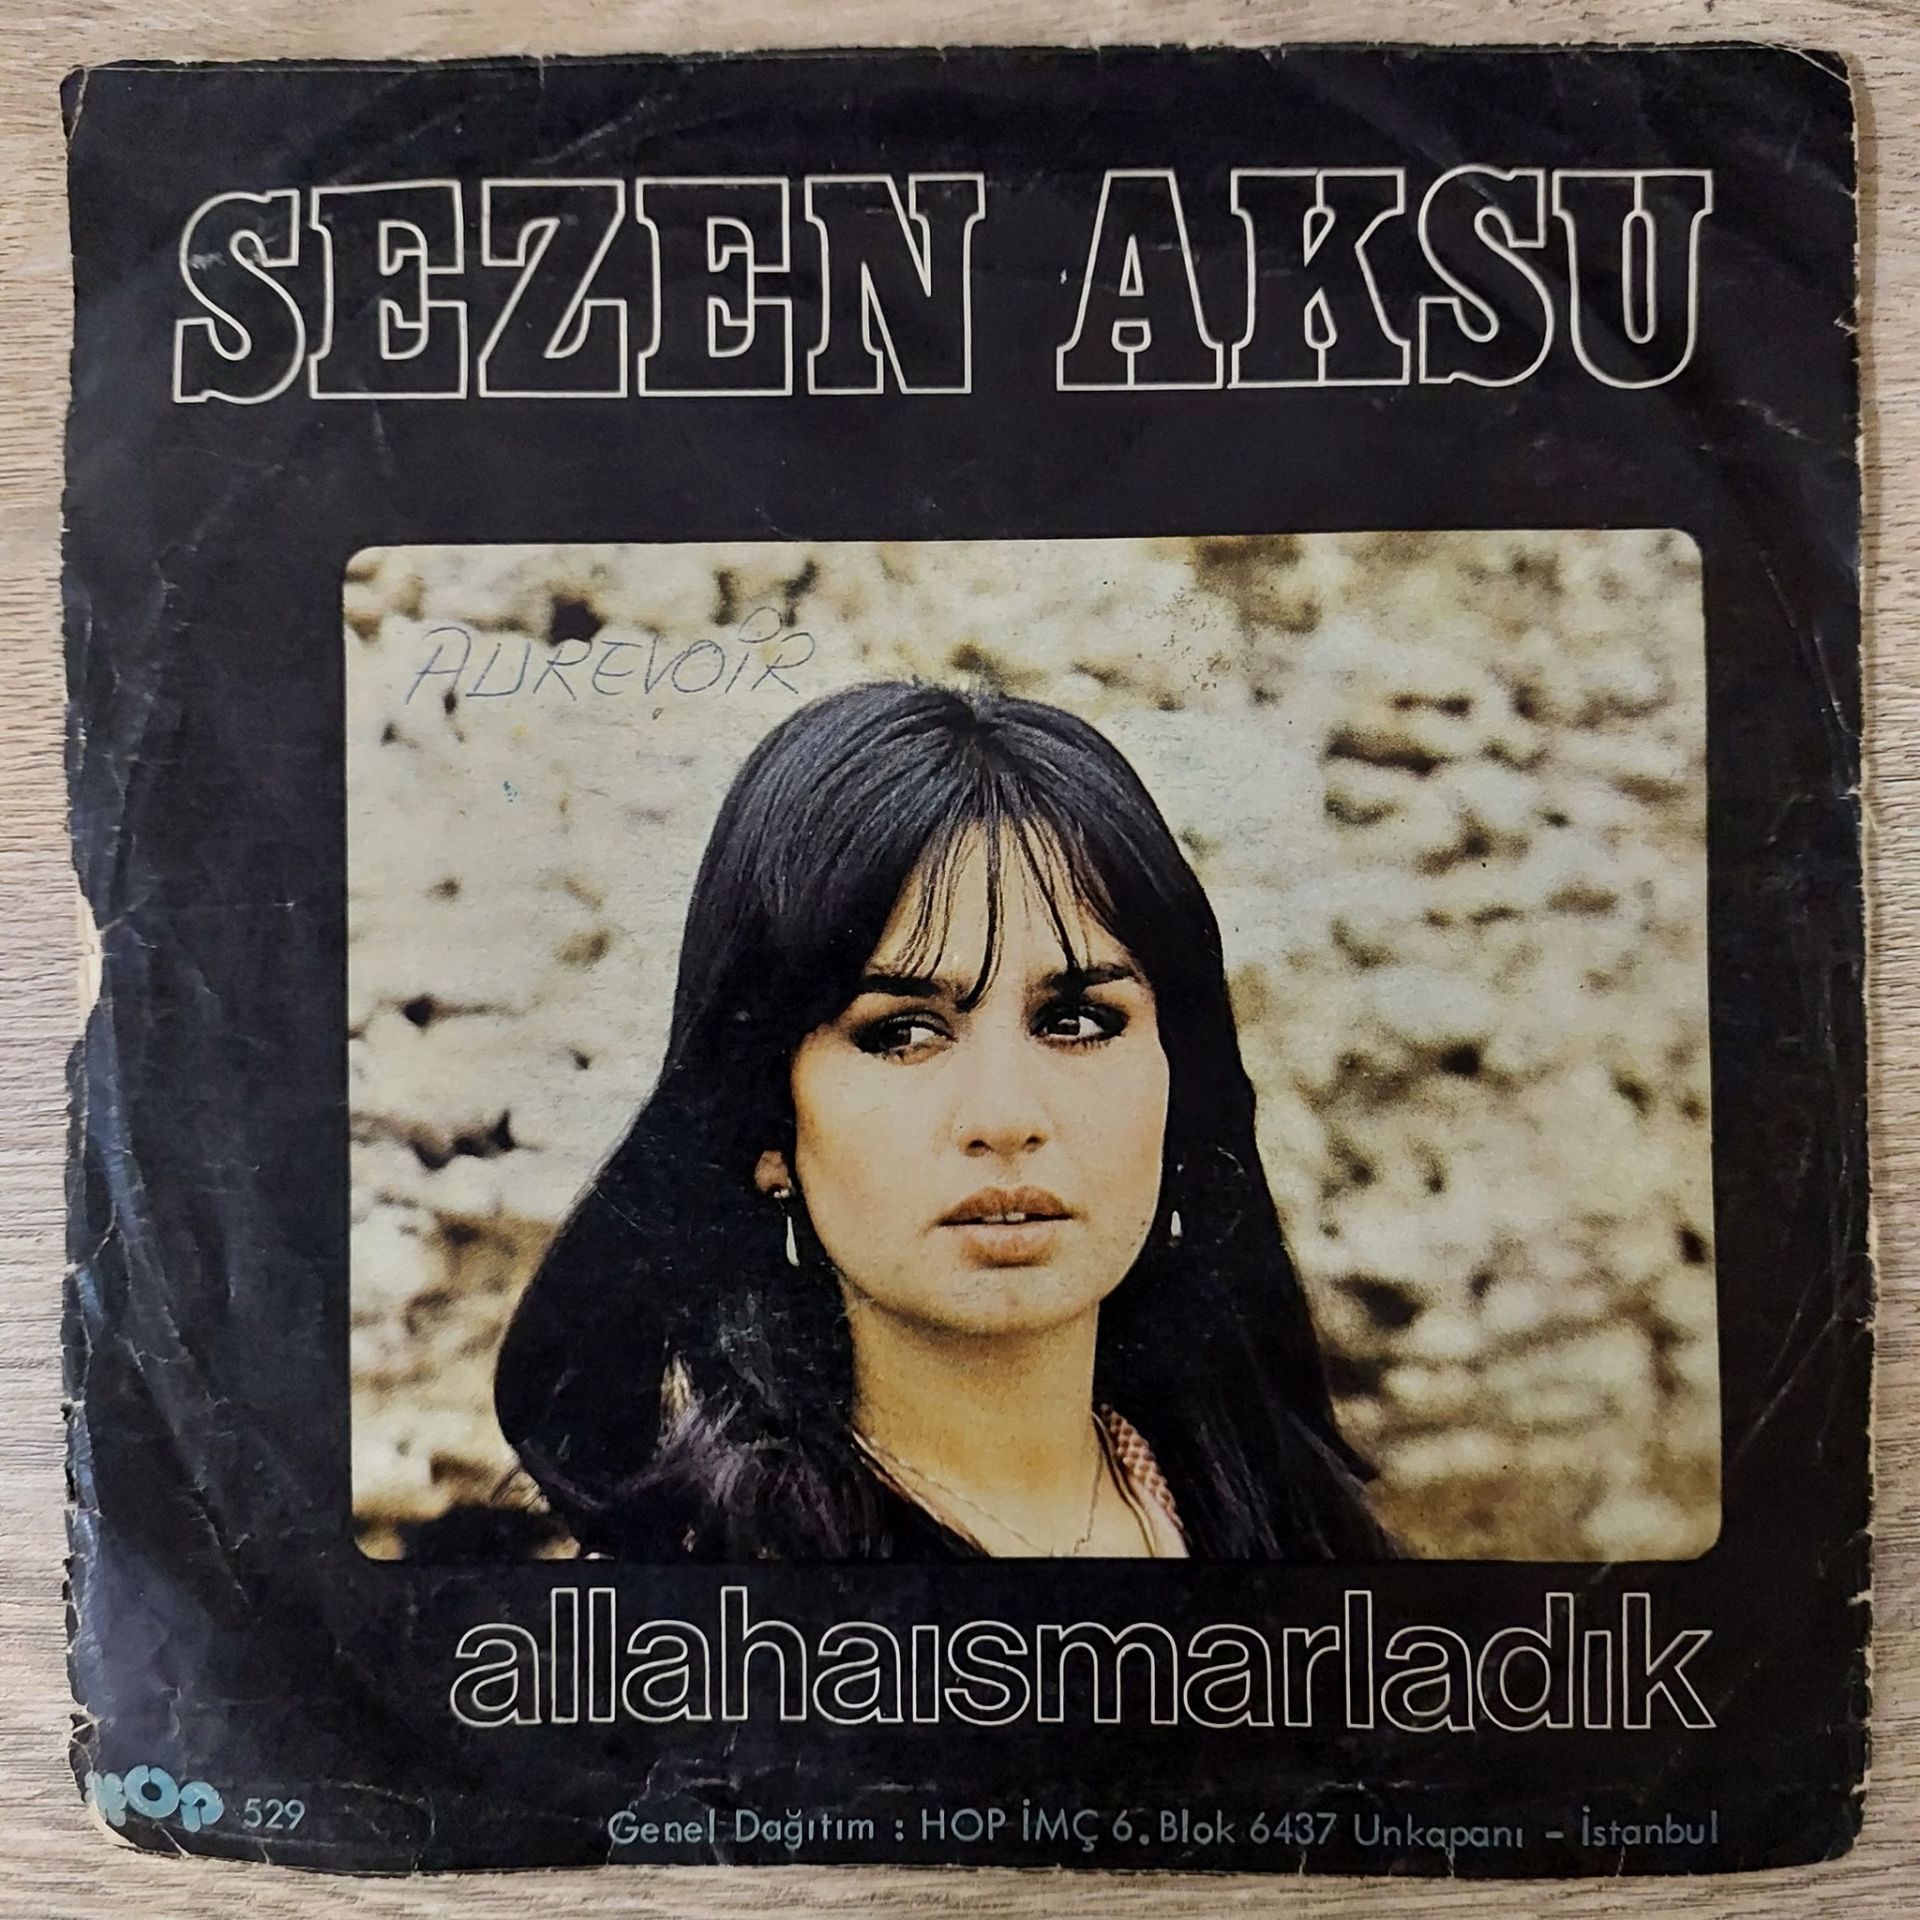 SEZEN AKSU
AUREVOIR
allahaısmarladık
HOP 529
Genel Dağıtım : HOP İMÇ 6. Blok 6437 Unkapanı - İstanbul